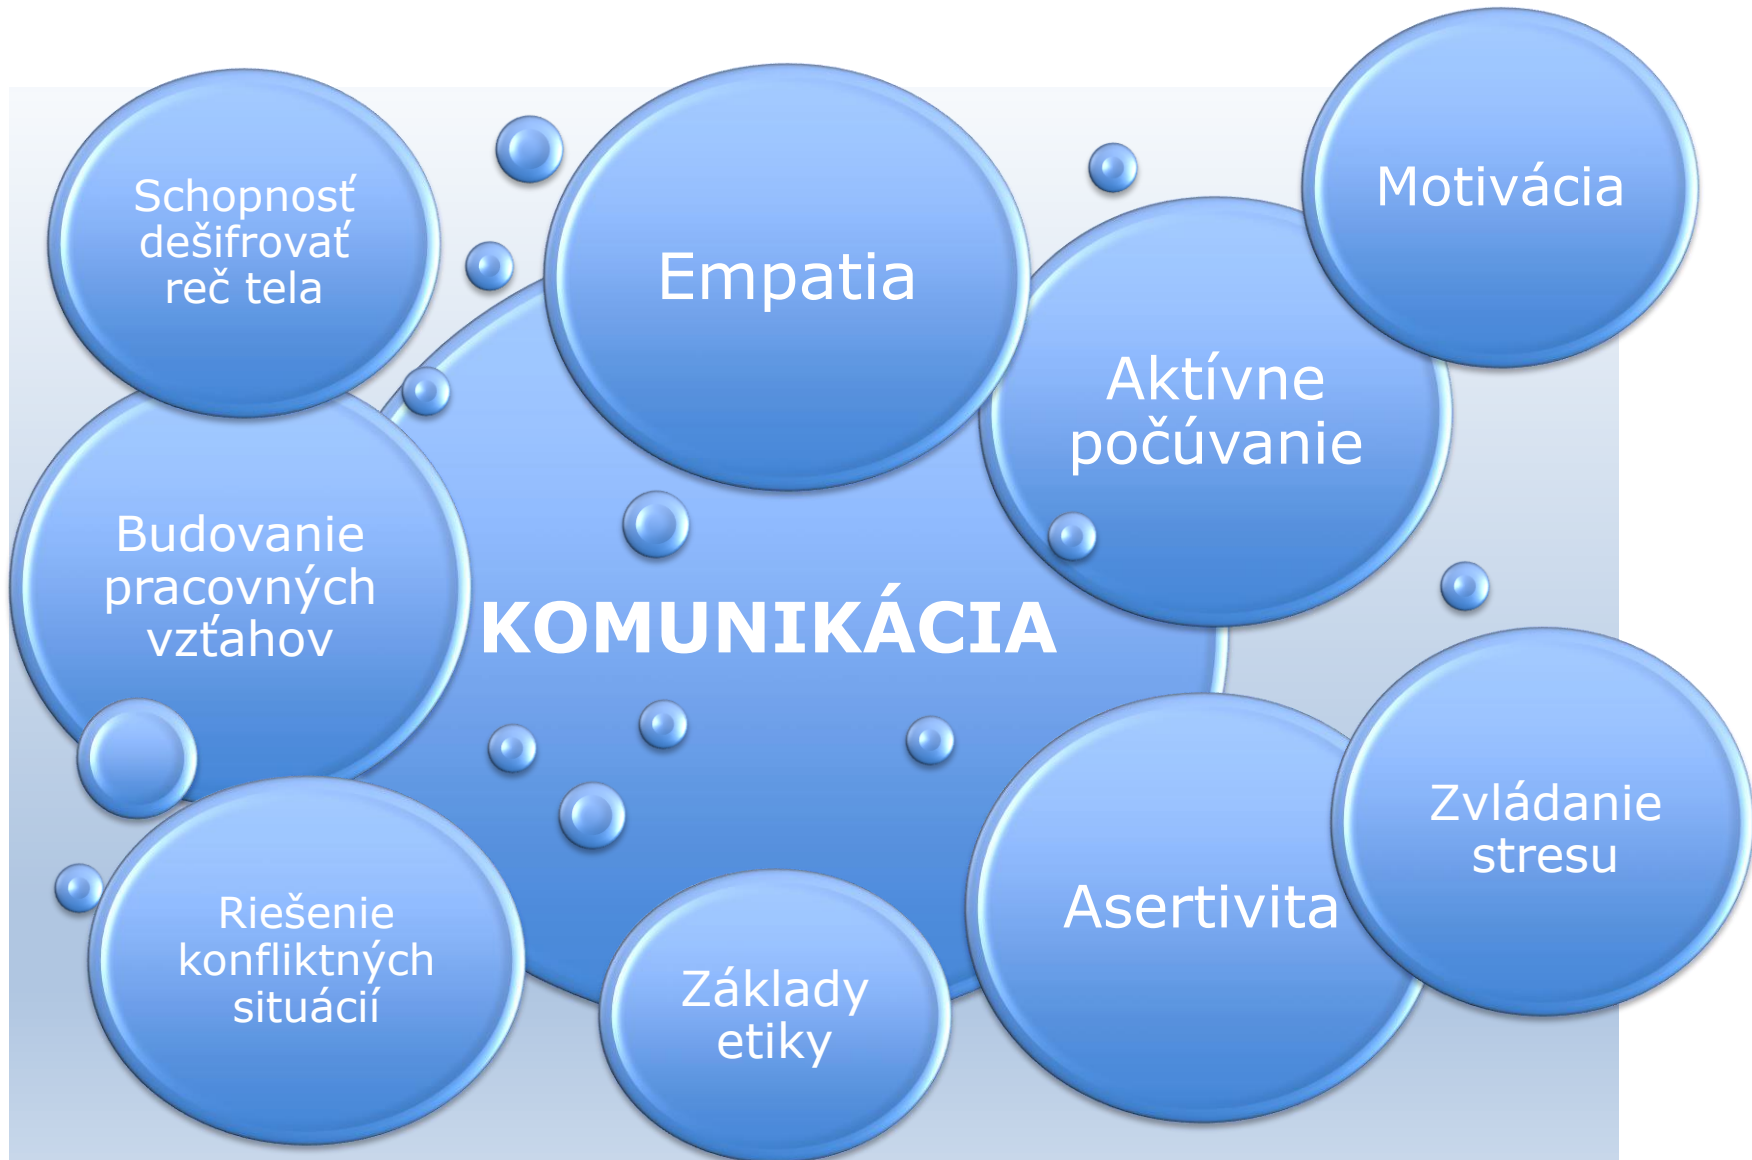 Schopnosť
dešifrovať
reč tela
Empatia
Motivácia
Aktívne
počúvanie
Budovanie
pracovných
vzťahov
KOMUNIKÁCIA
Zvládanie
stresu
Asertivita
Riešenie
konfliktných
situácií
Základy
etiky